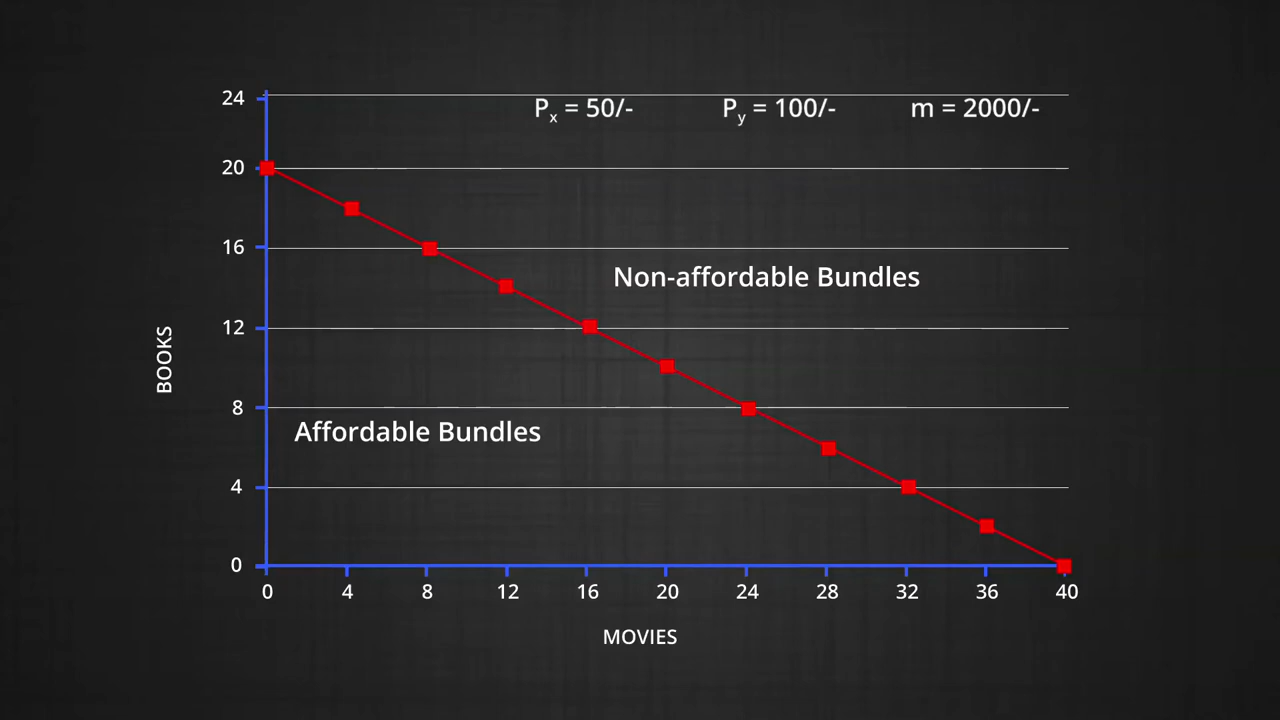 24
Pₓ = 50/- Pᵧ = 100/- m = 2000/-
20
16
Non-affordable Bundles
12
BOOKS
8
Affordable Bundles
4
0
0 4 8 12 16 20 24 28 32 36 40
MOVIES